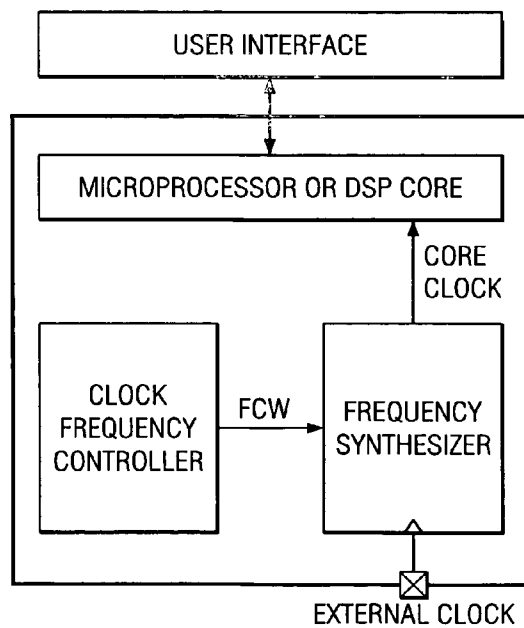 USER INTERFACE
MICROPROCESSOR OR DSP CORE
CORE
CLOCK
CLOCK
FREQUENCY
CONTROLLER
FCW
FREQUENCY
SYNTHESIZER
EXTERNAL CLOCK